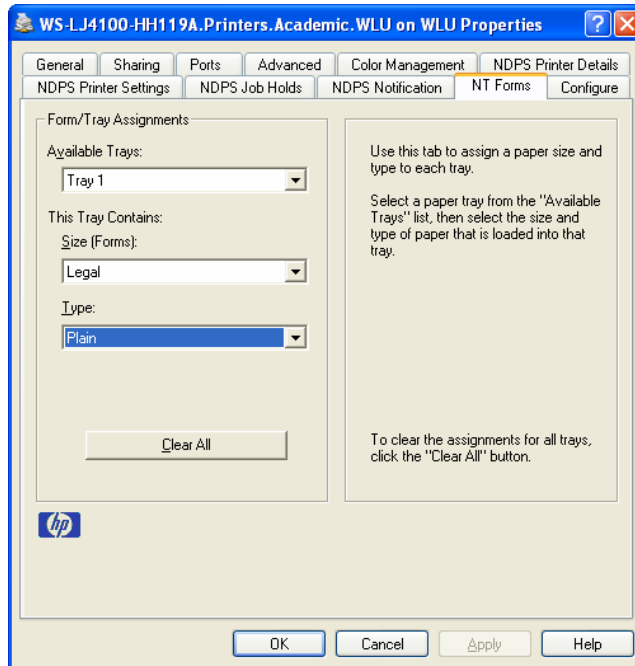 WS-LJ4100-HH119A.Printers.Academic.WLU on WLU Properties
General Sharing Ports Advanced Color Management NDPS Printer Details
NDPS Printer Settings NDPS Job Holds NDPS Notification NT Forms Configure
Form/Tray Assignments
Available Trays:
Tray 1
This Tray Contains:
Size (Forms):
Legal
Type:
Plain
Clear All
Use this tab to assign a paper size and
type to each tray.
Select a paper tray from the "Available
Trays" list, then select the size and
type of paper that is loaded into that
tray.
To clear the assignments for all trays,
click the "Clear All" button.
hp
OK Cancel Apply Help